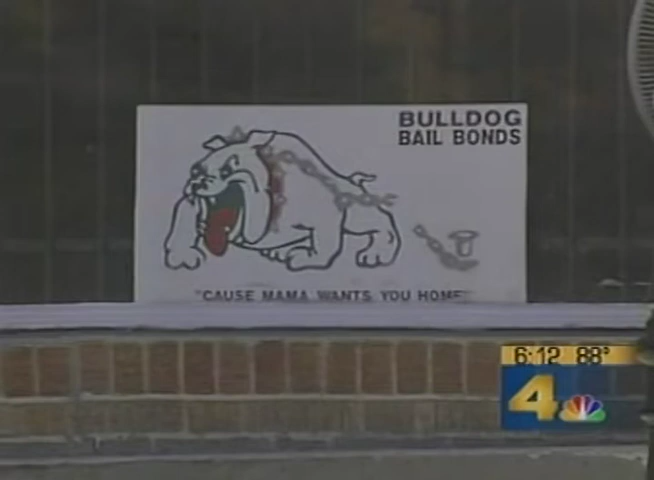 BULLDOG
BAIL BONDS
"CAUSE MAMA WANTS YOU HOME"
6:12 88°
4